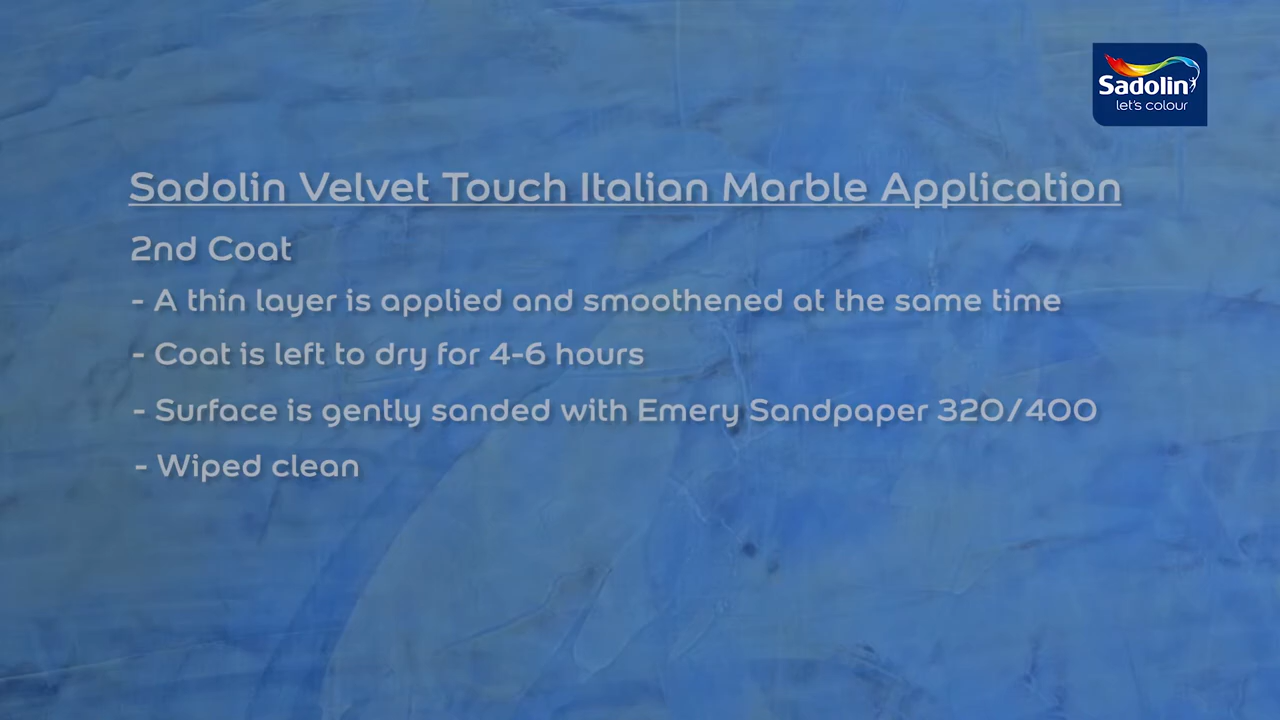 Sadolin
let's colour
Sadolin Velvet Touch Italian Marble Application
2nd Coat
- A thin layer is applied and smoothened at the same time
- Coat is left to dry for 4-6 hours
- Surface is gently sanded with Emery Sandpaper 320/400
- Wiped clean